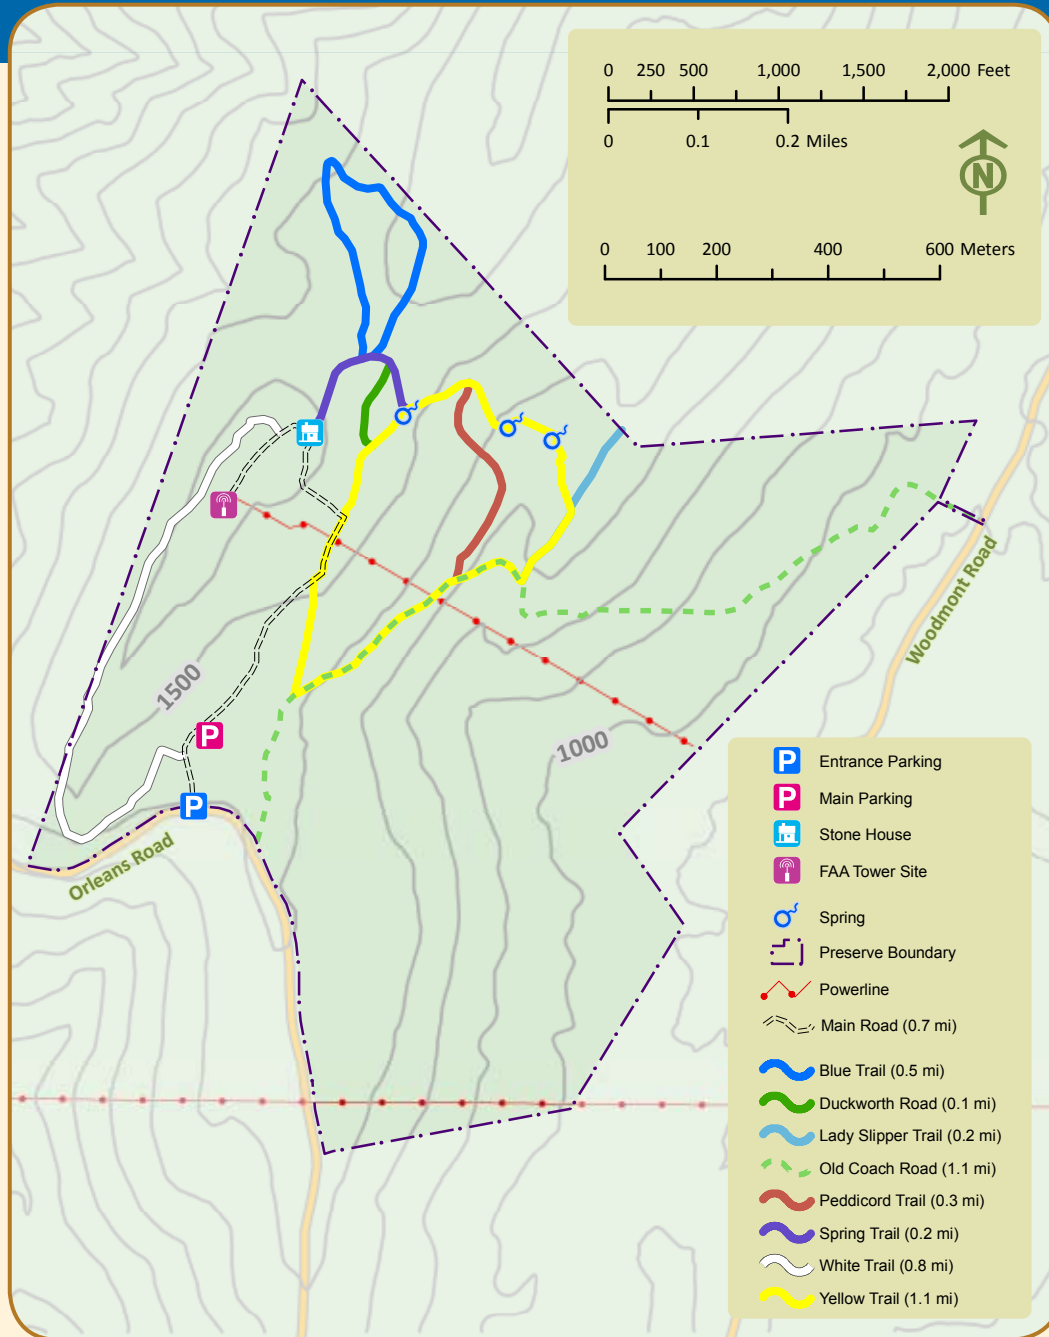 0 250 500 1,000 1,500 2,000 Feet
0 0.1 0.2 Miles
N
0 100 200 400 600 Meters
Woodmont Road
1500
P
1000
P
Orleans Road
P Entrance Parking
P Main Parking
Stone House
FAA Tower Site
Spring
Preserve Boundary
Powerline
Main Road (0.7 mi)
Blue Trail (0.5 mi)
Duckworth Road (0.1 mi)
Lady Slipper Trail (0.2 mi)
Old Coach Road (1.1 mi)
Peddicord Trail (0.3 mi)
Spring Trail (0.2 mi)
White Trail (0.8 mi)
Yellow Trail (1.1 mi)